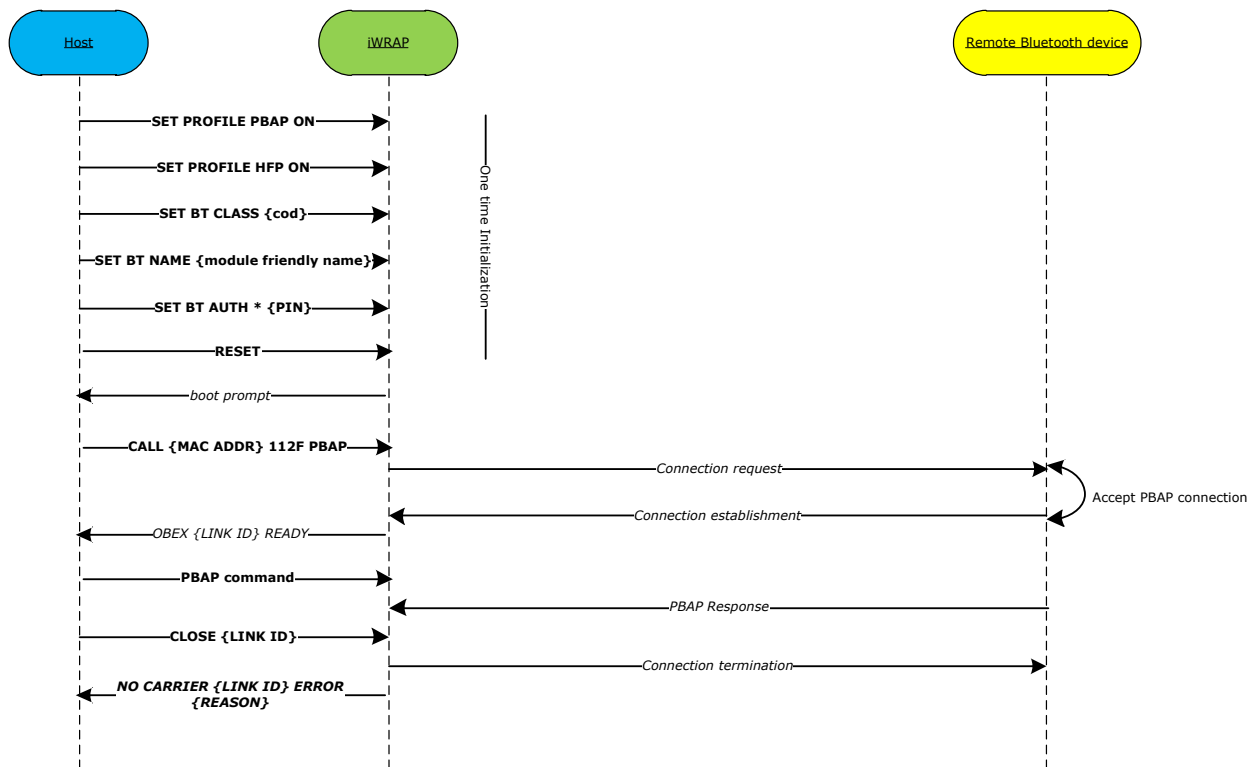 Host
iWRAP
Remote Bluetooth device
SET PROFILE PBAP ON
SET PROFILE HFP ON
SET BT CLASS {cod}
SET BT NAME {module friendly name}
SET BT AUTH * {PIN}
RESET
One time Initialization
boot prompt
CALL {MAC ADDR} 112F PBAP
Connection request
Accept PBAP connection
Connection establishment
OBEX {LINK ID} READY
PBAP command
PBAP Response
CLOSE {LINK ID}
Connection termination
NO CARRIER {LINK ID} ERROR
{REASON}